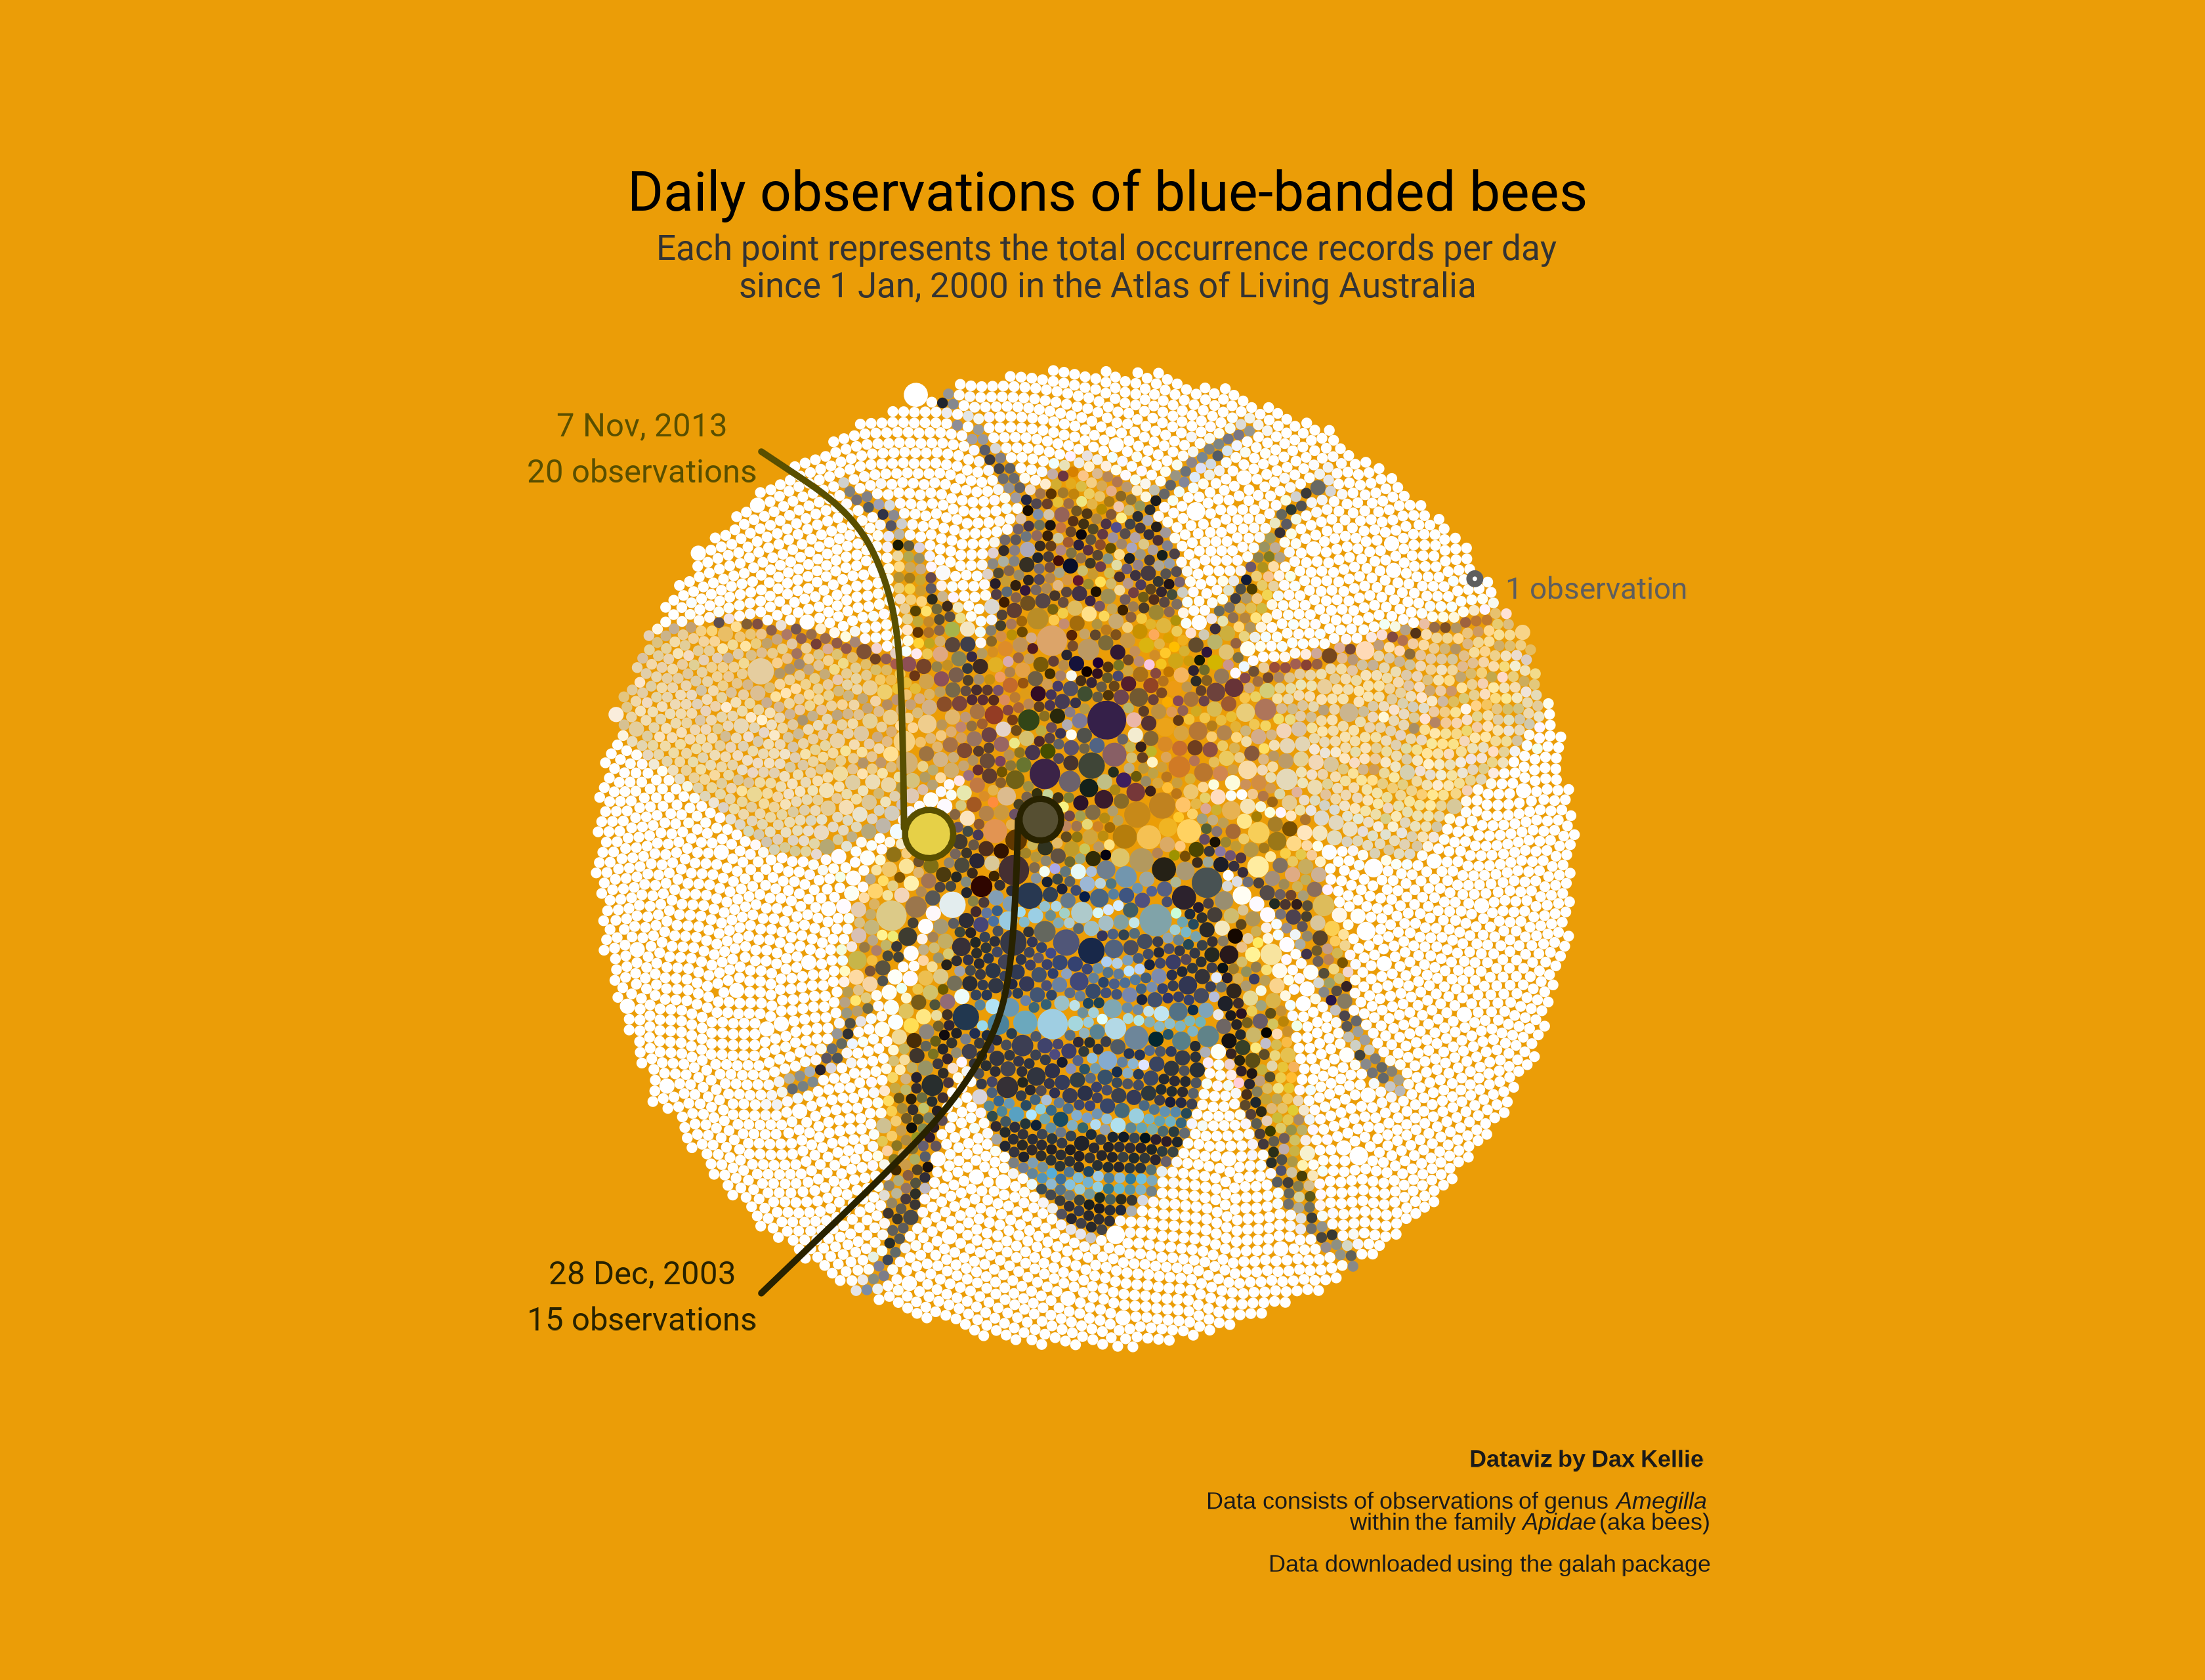 Daily observations of blue-banded bees
Each point represents the total occurrence records per day
since 1 Jan, 2000 in the Atlas of Living Australia
7 Nov, 2013
20 observations
1 observation
28 Dec, 2003
15 observations
Dataviz by Dax Kellie
Data consists of observations of genus Amegilla
within the family Apidae (aka bees)
Data downloaded using the galah package